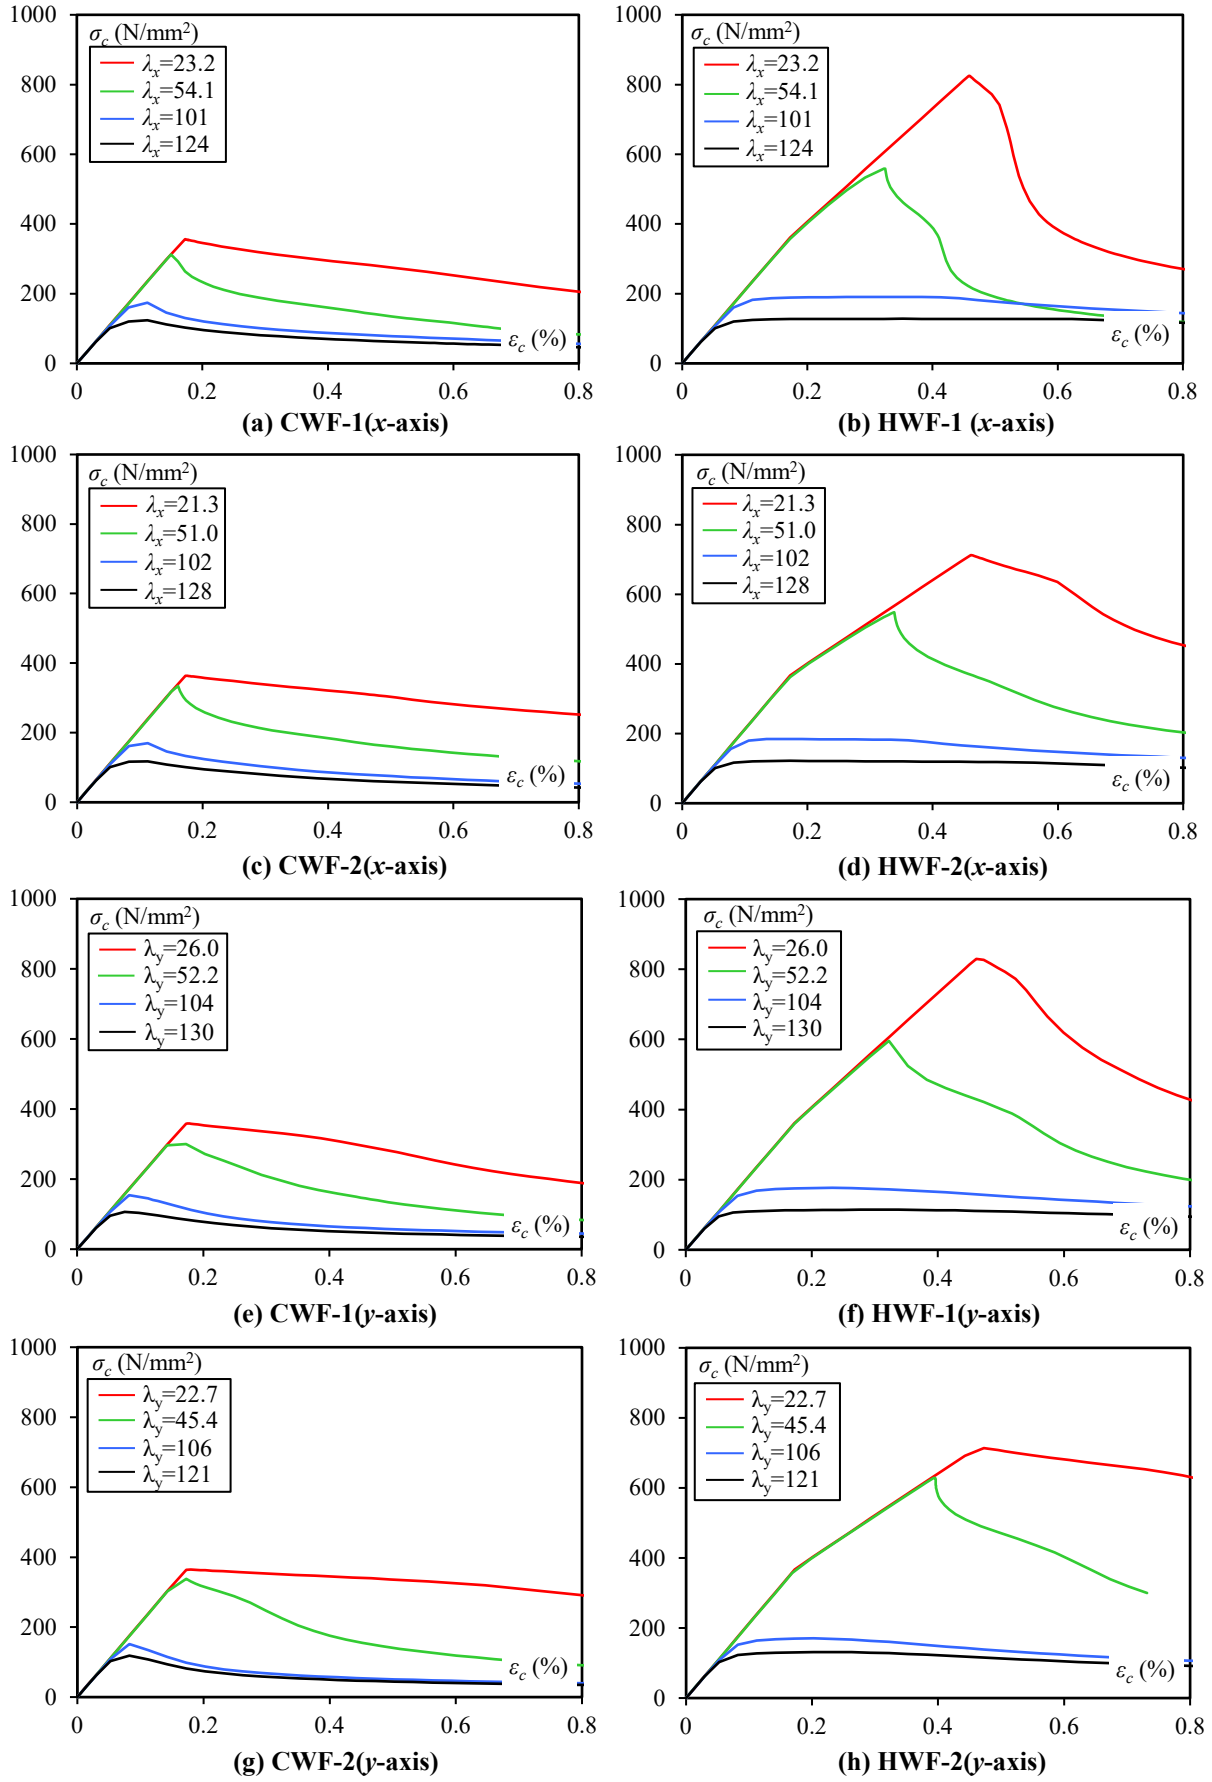 1000
800
600
400
200
0
σc (N/mm²)
λx=23.2
λx=54.1
λx=101
λx=124
εc (%)
0 0.2 0.4 0.6 0.8
(a) CWF-1(x-axis)
1000
800
600
400
200
0
σc (N/mm²)
λx=23.2
λx=54.1
λx=101
λx=124
εc (%)
0 0.2 0.4 0.6 0.8
(b) HWF-1 (x-axis)
1000
800
600
400
200
0
σc (N/mm²)
λx=21.3
λx=51.0
λx=102
λx=128
εc (%)
0 0.2 0.4 0.6 0.8
(c) CWF-2(x-axis)
1000
800
600
400
200
0
σc (N/mm²)
λx=21.3
λx=51.0
λx=102
λx=128
εc (%)
0 0.2 0.4 0.6 0.8
(d) HWF-2(x-axis)
1000
800
600
400
200
0
σc (N/mm²)
λy=26.0
λy=52.2
λy=104
λy=130
εc (%)
0 0.2 0.4 0.6 0.8
(e) CWF-1(y-axis)
1000
800
600
400
200
0
σc (N/mm²)
λy=26.0
λy=52.2
λy=104
λy=130
εc (%)
0 0.2 0.4 0.6 0.8
(f) HWF-1(y-axis)
1000
800
600
400
200
0
σc (N/mm²)
λy=22.7
λy=45.4
λy=106
λy=121
εc (%)
0 0.2 0.4 0.6 0.8
(g) CWF-2(y-axis)
1000
800
600
400
200
0
σc (N/mm²)
λy=22.7
λy=45.4
λy=106
λy=121
εc (%)
0 0.2 0.4 0.6 0.8
(h) HWF-2(y-axis)